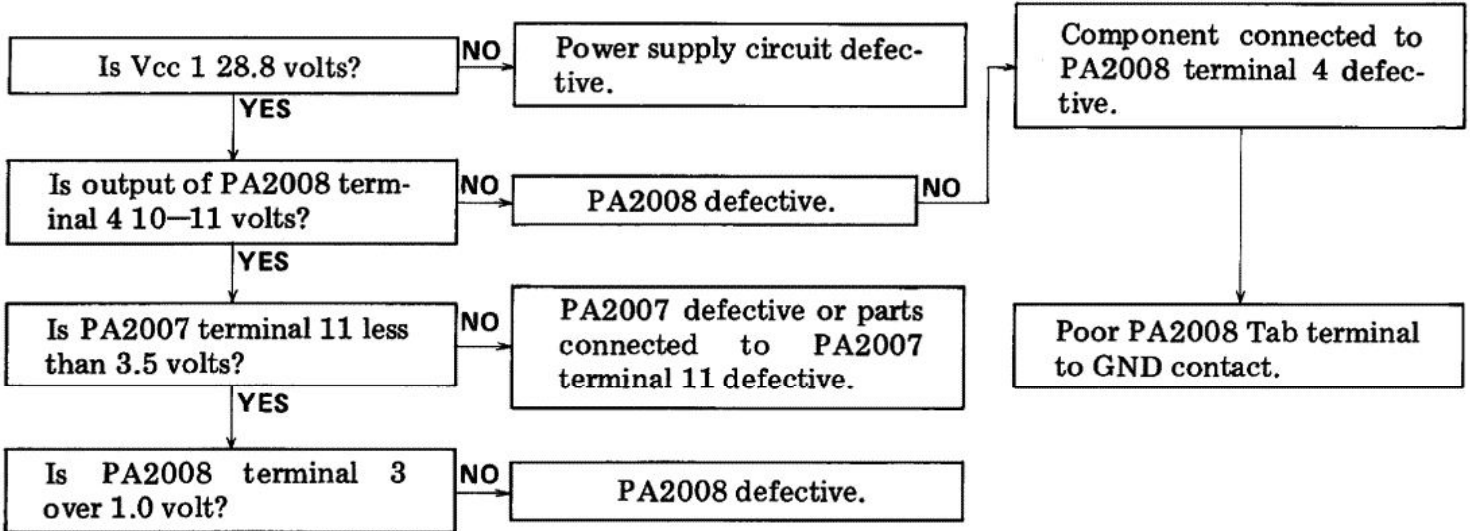 Is Vcc 1 28.8 volts?
NO
Power supply circuit defec-
tive.
YES
Is output of PA2008 term-
inal 4 10—11 volts?
NO
PA2008 defective.
NO
Component connected to
PA2008 terminal 4 defec-
tive.
Poor PA2008 Tab terminal
to GND contact.
YES
Is PA2007 terminal 11 less
than 3.5 volts?
NO
PA2007 defective or parts
connected to PA2007
terminal 11 defective.
YES
Is PA2008 terminal 3
over 1.0 volt?
NO
PA2008 defective.